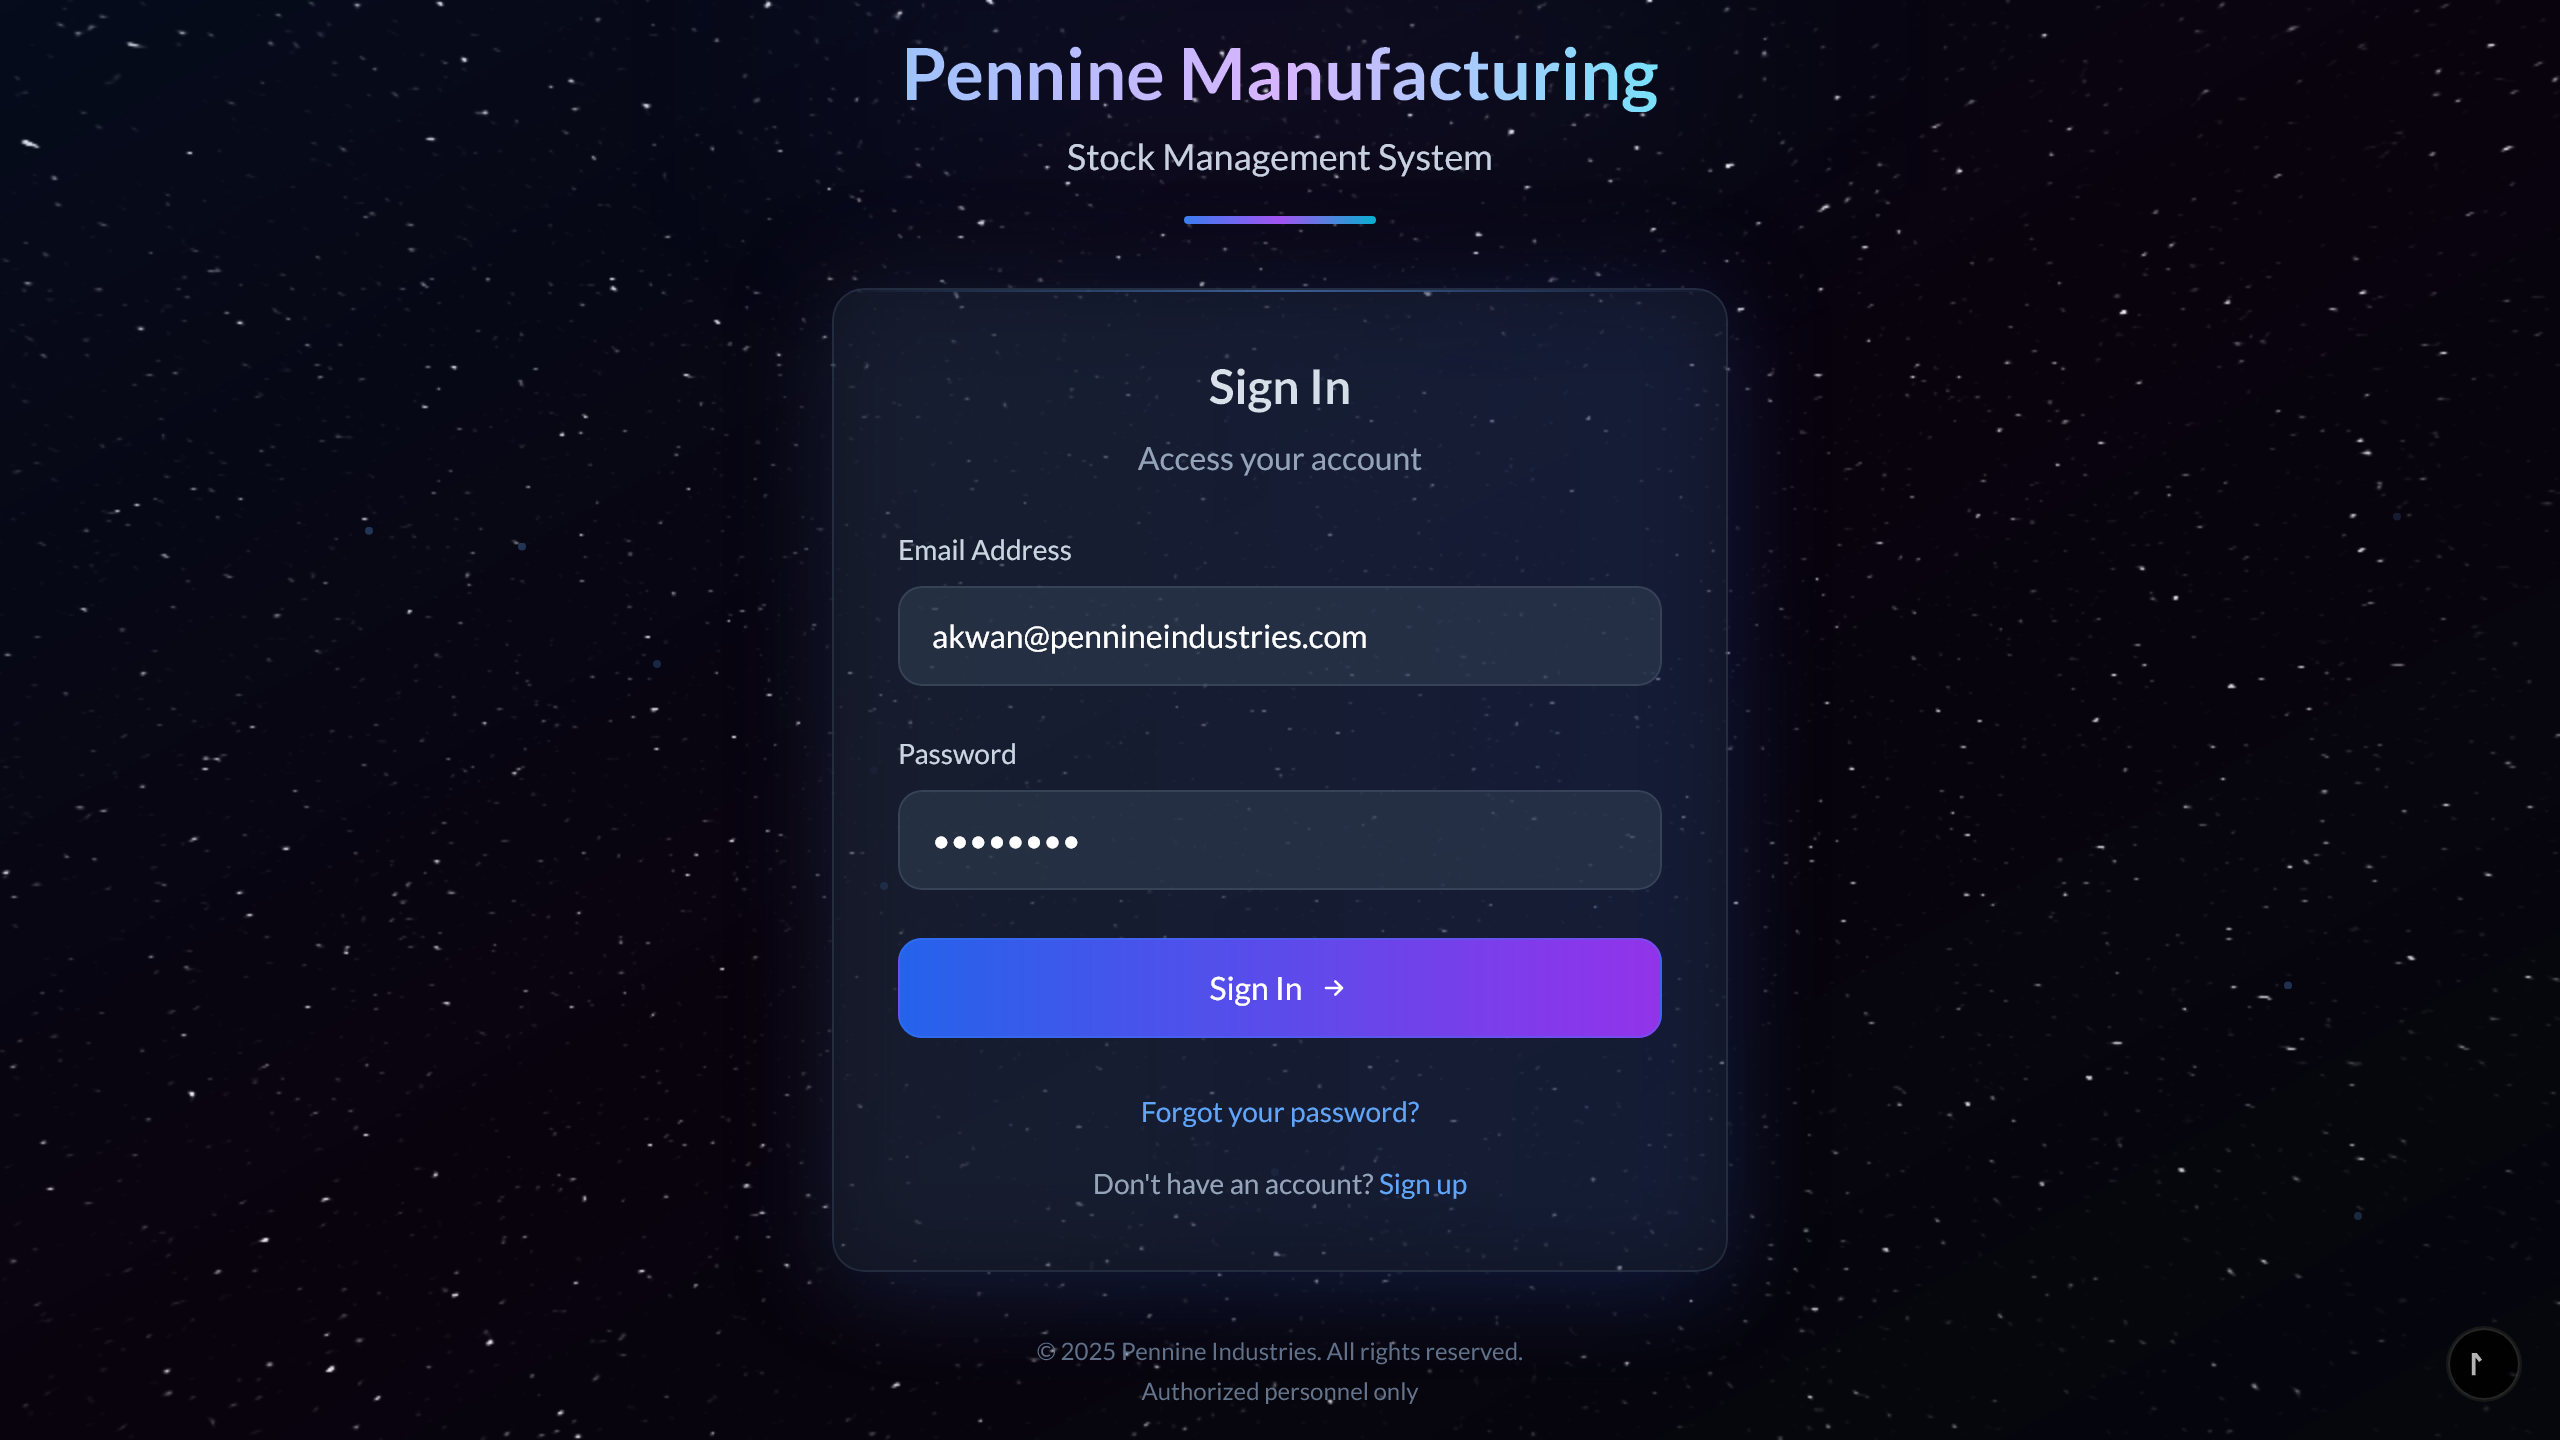 Pennine Manufacturing
Stock Management System
Sign In
Access your account
Email Address
akwan@pennineindustries.com
Password
••••••••
Sign In →
Forgot your password?
Don't have an account? Sign up
© 2025 Pennine Industries. All rights reserved.
Authorized personnel only